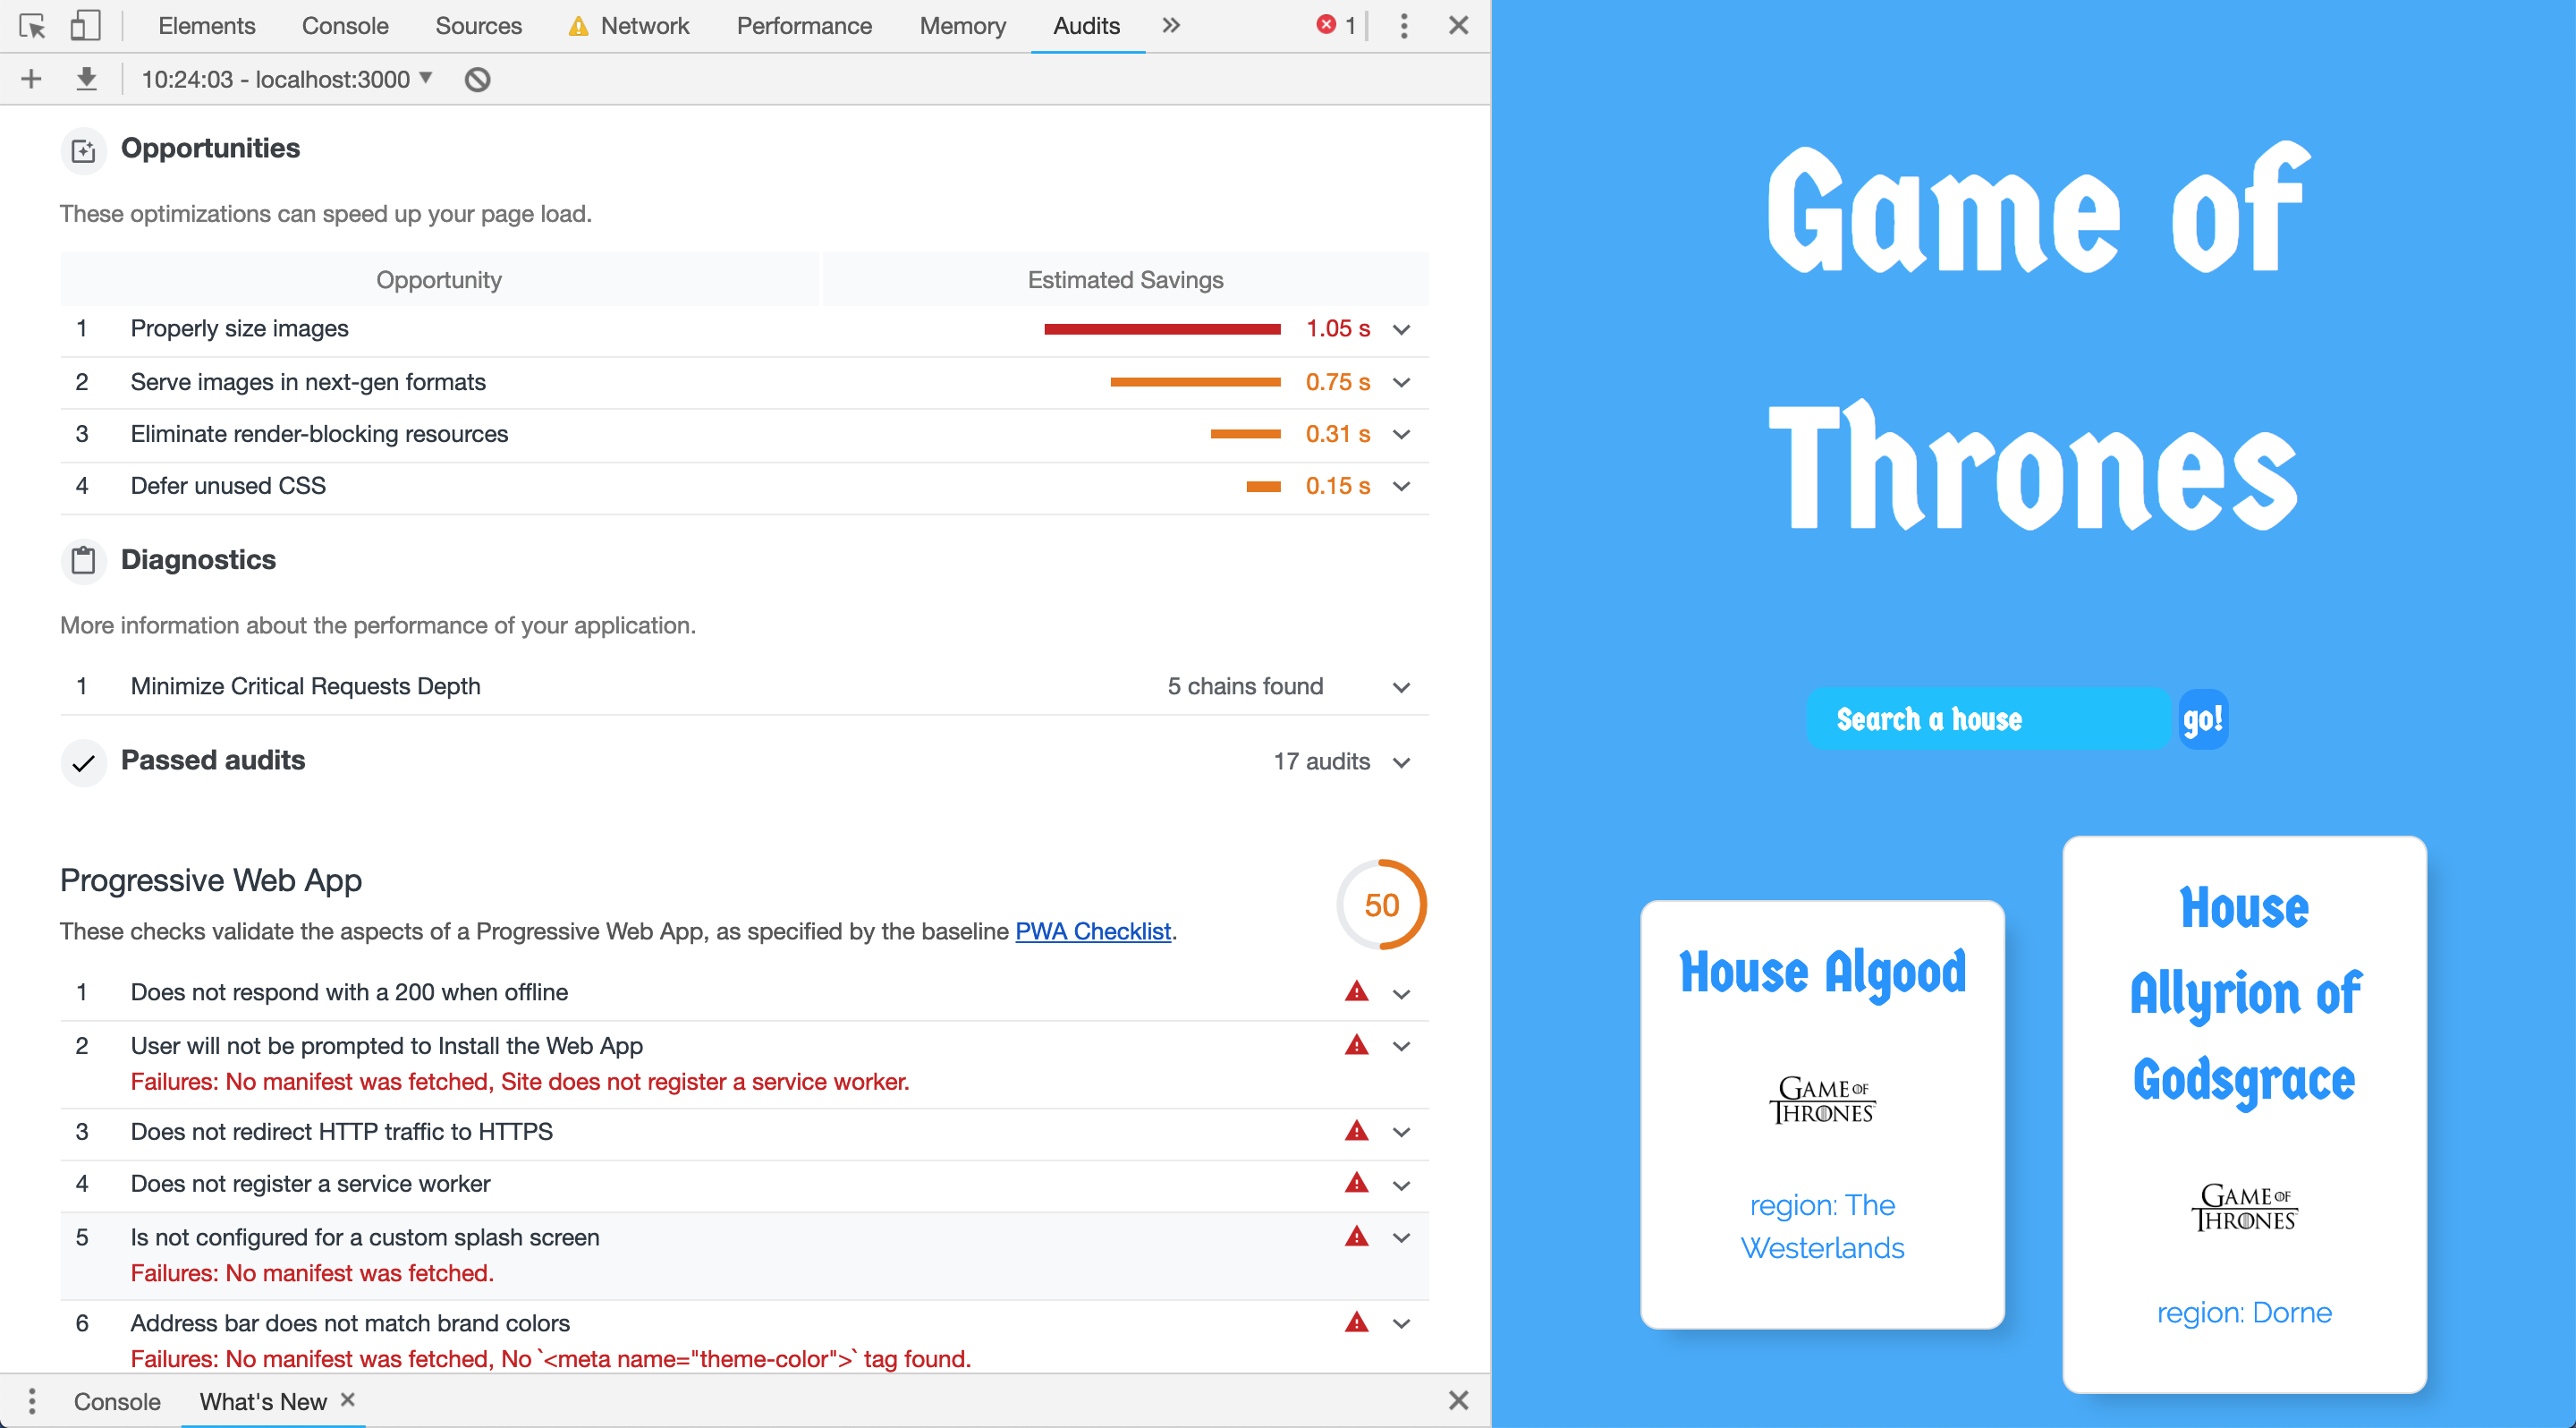 Elements Console Sources Network Performance Memory Audits 1
10:24:03 - localhost:3000
Opportunities
These optimizations can speed up your page load.
Opportunity Estimated Savings
1 Properly size images 1.05 s
2 Serve images in next-gen formats 0.75 s
3 Eliminate render-blocking resources 0.31 s
4 Defer unused CSS 0.15 s
Diagnostics
More information about the performance of your application.
1 Minimize Critical Requests Depth 5 chains found
Passed audits 17 audits
Progressive Web App 50
These checks validate the aspects of a Progressive Web App, as specified by the baseline PWA Checklist.
1 Does not respond with a 200 when offline
2 User will not be prompted to Install the Web App
Failures: No manifest was fetched, Site does not register a service worker.
3 Does not redirect HTTP traffic to HTTPS
4 Does not register a service worker
5 Is not configured for a custom splash screen
Failures: No manifest was fetched.
6 Address bar does not match brand colors
Failures: No manifest was fetched, No `<meta name="theme-color">` tag found.
Console What's New
Game of
Thrones
Search a house go!
House Algood
GAME OF
THRONES
region: The
Westerlands
House
Allyrion of
Godsgrace
GAME OF
THRONES
region: Dorne